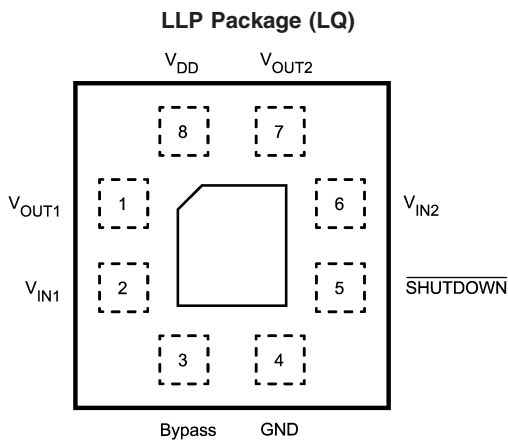 LLP Package (LQ)
VDD VOUT2
8 7
VOUT1 1 6 VIN2
VIN1 2 5 SHUTDOWN
3 4
Bypass GND